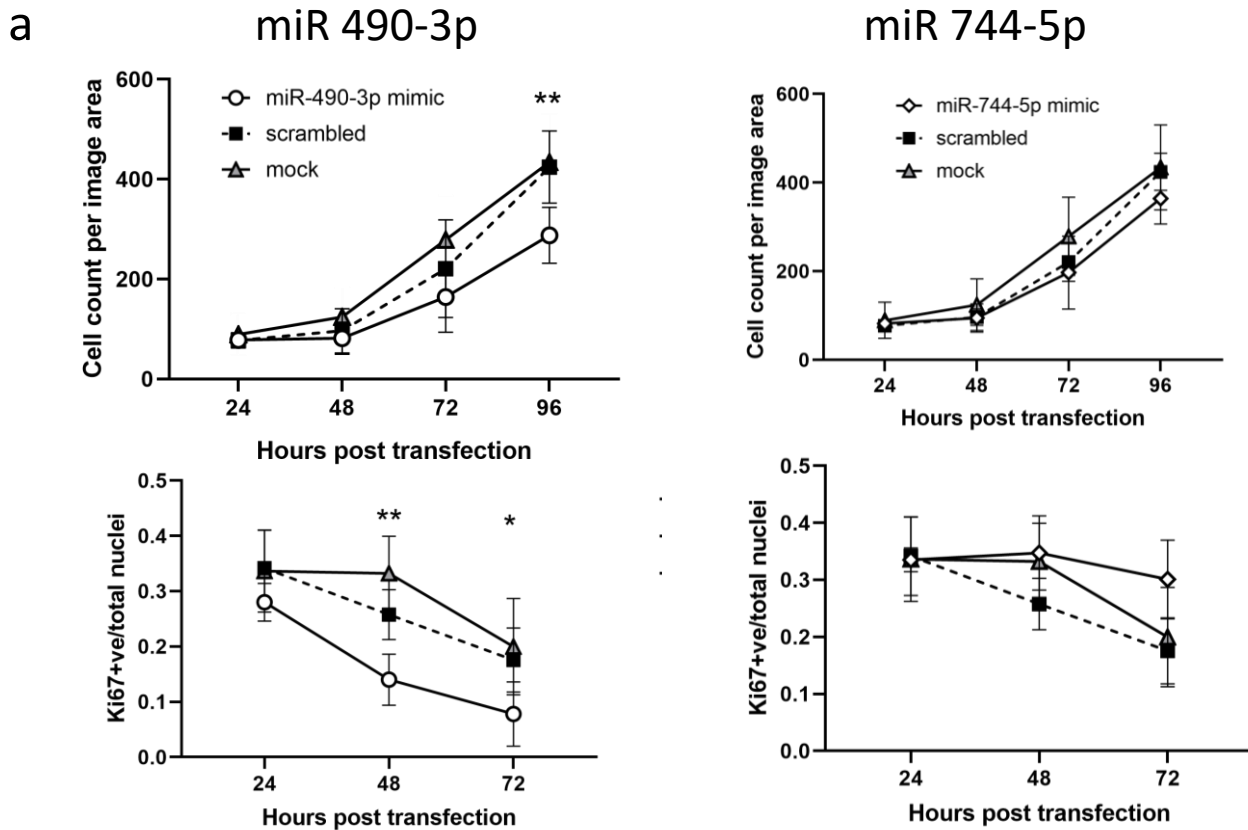 a
miR 490-3p
miR 744-5p
Cell count per image area
600
400
200
0
miR-490-3p mimic
scrambled
mock
**
24 48 72 96
Hours post transfection
Cell count per image area
600
400
200
0
miR-744-5p mimic
scrambled
mock
24 48 72 96
Hours post transfection
Ki67+ve/total nuclei
0.5
0.4
0.3
0.2
0.1
0.0
** *
24 48 72
Hours post transfection
Ki67+ve/total nuclei
0.5
0.4
0.3
0.2
0.1
0.0
24 48 72
Hours post transfection